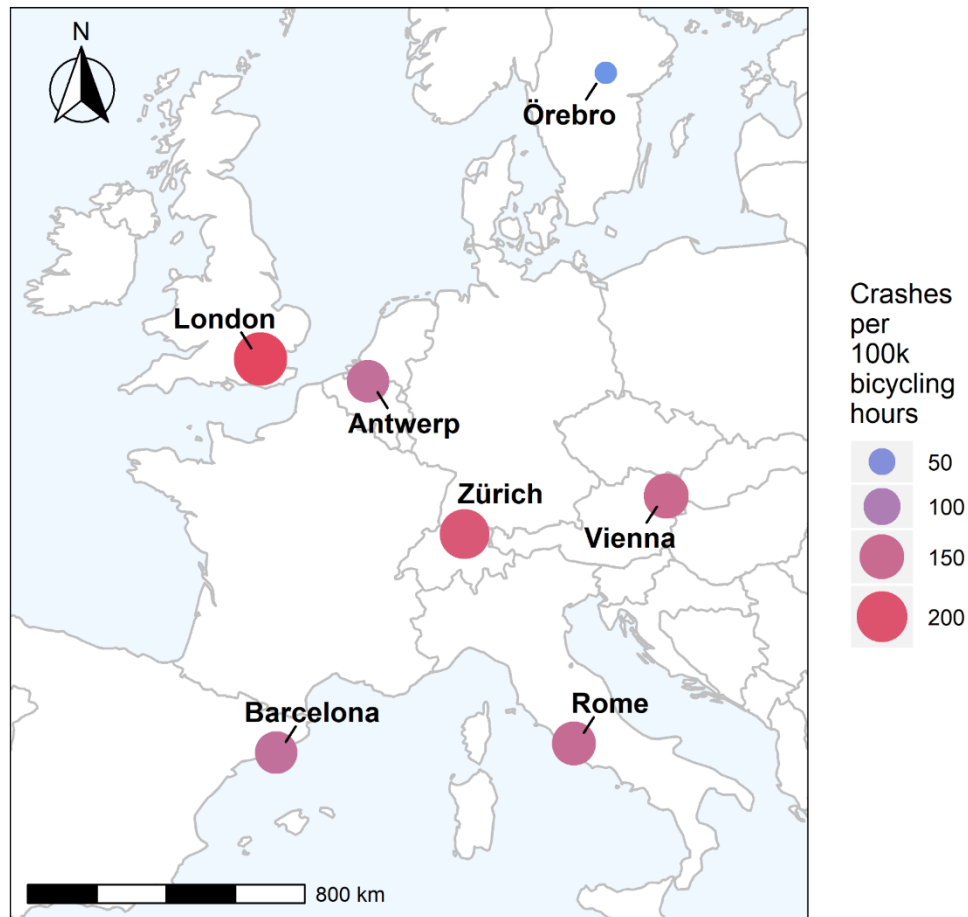 N
Örebro
London
Antwerp
Zürich
Vienna
Barcelona
Rome
800 km
Crashes
per
100k
bicycling
hours
50
100
150
200